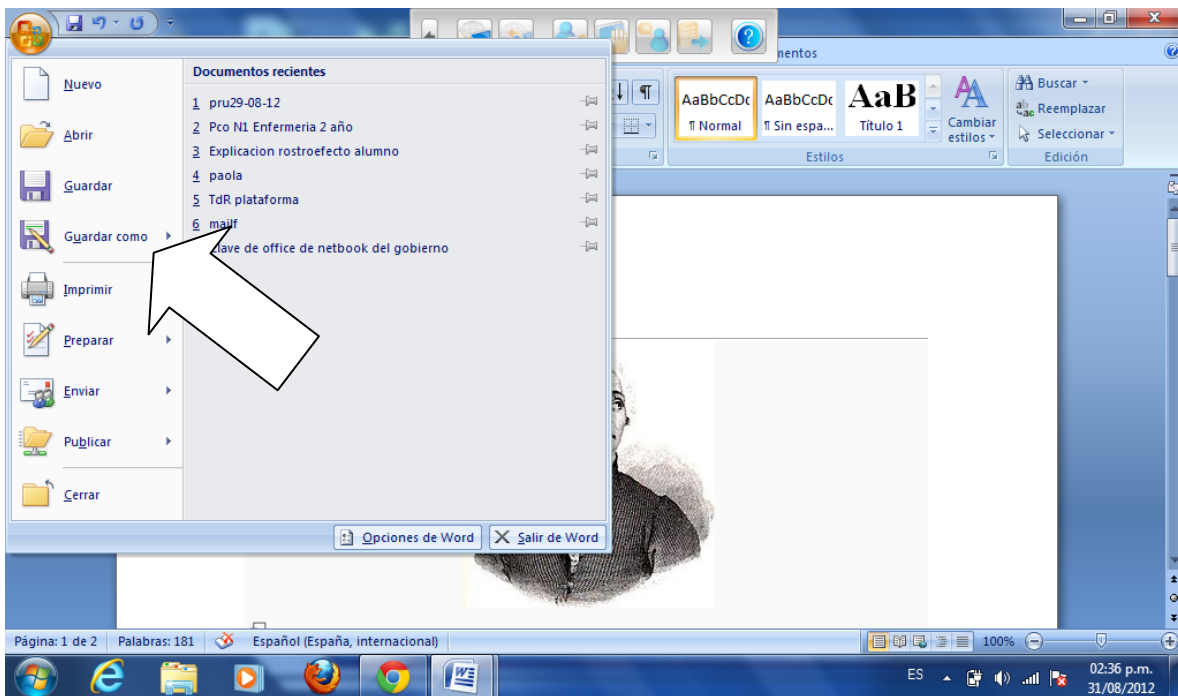 mentos
Nuevo
Abrir
Guardar
Guardar como
Imprimir
Preparar
Enviar
Publicar
Cerrar
Documentos recientes
1 pru29-08-12
2 Pco N1 Enfermeria 2 año
3 Explicacion rostroefecto alumno
4 paola
5 TdR plataforma
6 mailf
clave de office de netbook del gobierno
Opciones de Word
Salir de Word
AaBbCcDc AaBbCcDc AaB
¶ Normal ¶ Sin espa... Título 1
Cambiar
estilos
Estilos
Buscar
Reemplazar
Seleccionar
Edición
Página: 1 de 2 Palabras: 181 Español (España, internacional) 100%
ES 02:36 p.m.
31/08/2012